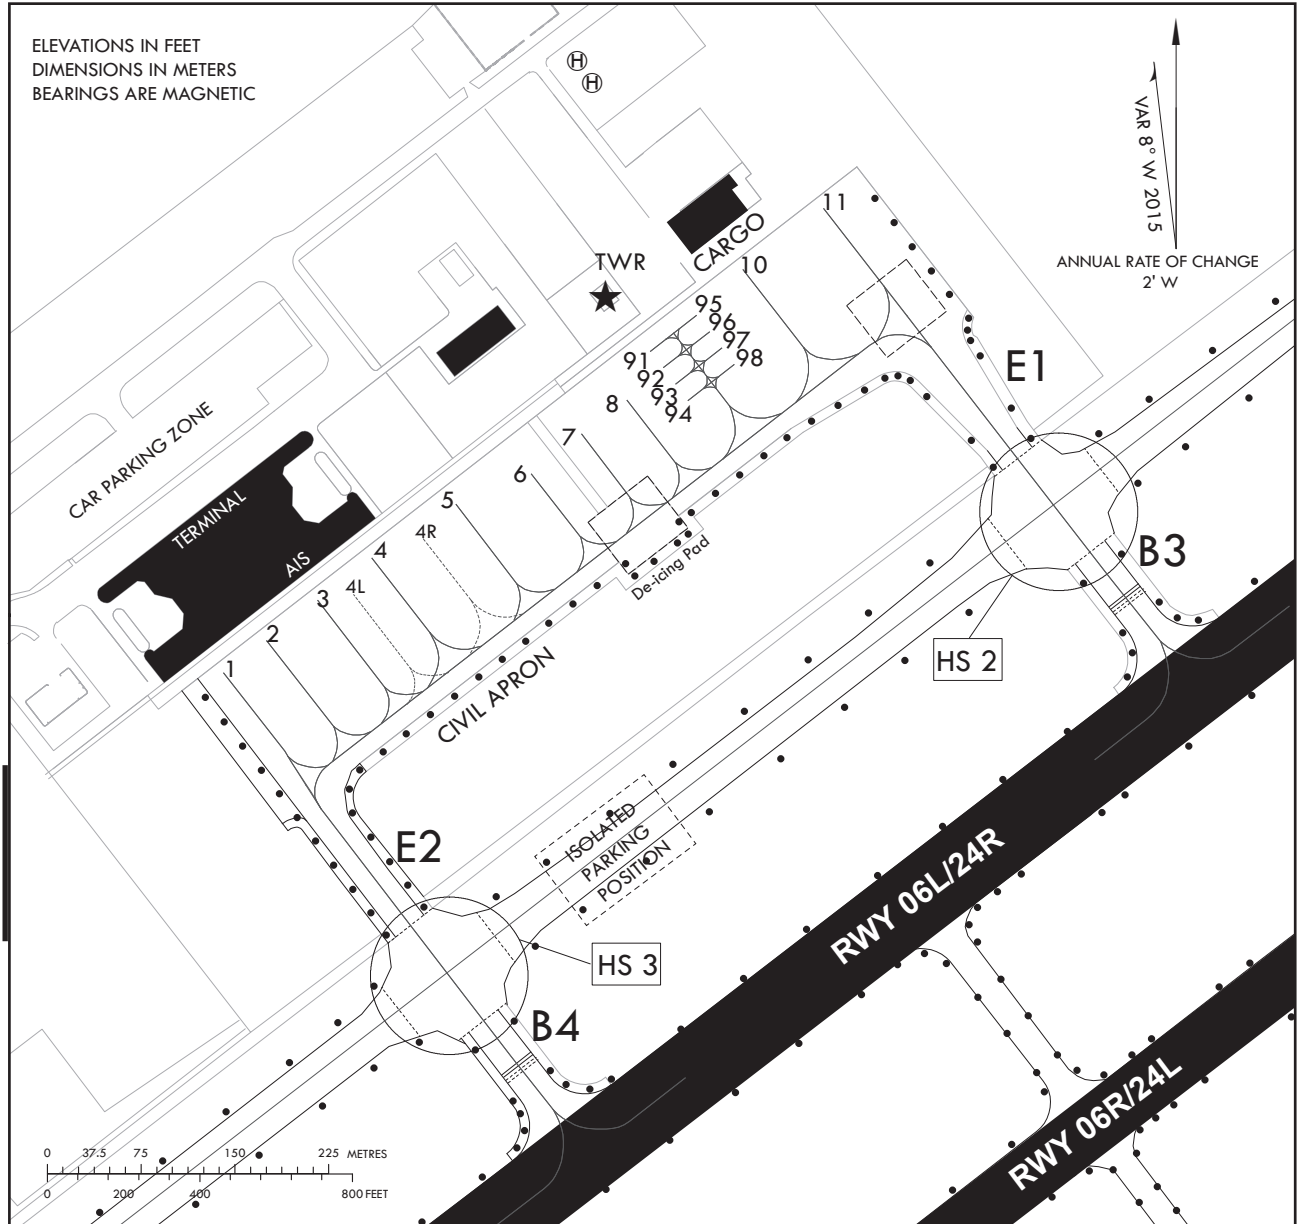 ELEVATIONS IN FEET
DIMENSIONS IN METERS
BEARINGS ARE MAGNETIC
H
H
VAR 8° W 2015
ANNUAL RATE OF CHANGE
2' W
11
CARGO
TWR
10
95
96
97
98
91
92
93
94
E1
8
7
6
5
4R
4
4L
3
2
1
CAR PARKING ZONE
TERMINAL
AIS
De-icing Pad
CIVIL APRON
B3
HS 2
E2
ISOLATED
PARKING
POSITION
RWY 06L/24R
HS 3
B4
RWY 06R/24L
0 37.5 75 150 225 METRES
0 200 400 800 FEET